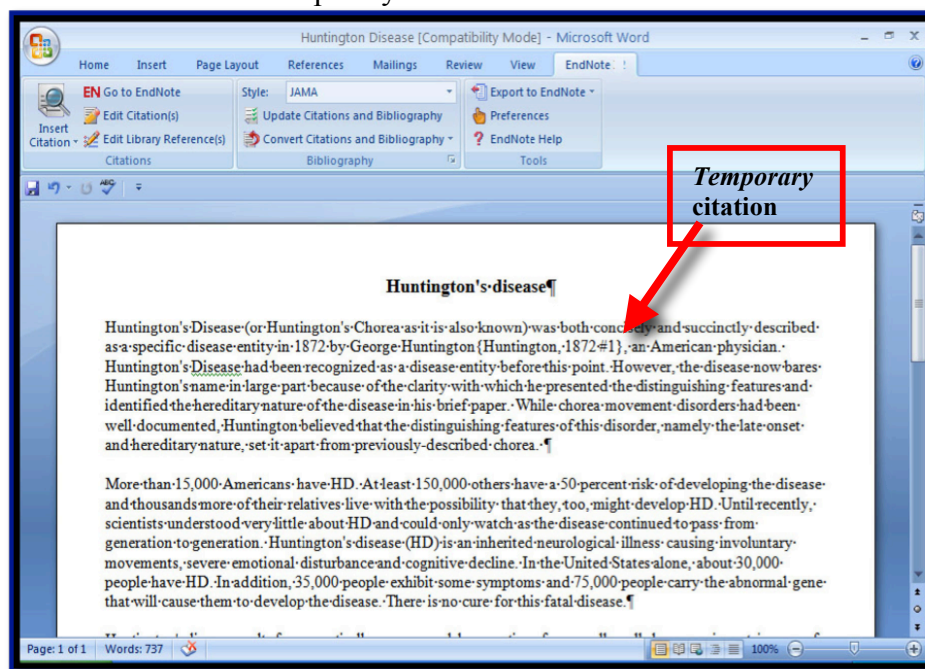 Huntington Disease [Compatibility Mode] - Microsoft Word
Home Insert Page Layout References Mailings Review View EndNote
EN Go to EndNote
Edit Citation(s)
Edit Library Reference(s)
Insert Citation
Citations
Style: JAMA
Update Citations and Bibliography
Convert Citations and Bibliography
Bibliography
Export to EndNote
Preferences
EndNote Help
Tools
Temporary
citation
Huntington's·disease¶
Huntington's·Disease·(or·Huntington's·Chorea·as·it·is·also·known)·was·both·concisely·and·succinctly·described·
as·a·specific·disease·entity·in·1872·by·George·Huntington{Huntington,·1872·#1},·an·American·physician.·
Huntington's·Disease·had·been·recognized·as·a·disease·entity·before·this·point.·However,·the·disease·now·bares·
Huntington's·name·in·large·part·because·of·the·clarity·with·which·he·presented·the·distinguishing·features·and·
identified·the·hereditary·nature·of·the·disease·in·his·brief·paper.·While·chorea·movement·disorders·had·been·
well·documented,·Huntington·believed·that·the·distinguishing·features·of·this·disorder,·namely·the·late·onset·
and·hereditary·nature,·set·it·apart·from·previously-described·chorea.·¶
More·than·15,000·Americans·have·HD.·At·least·150,000·others·have·a·50-percent·risk·of·developing·the·disease·
and·thousands·more·of·their·relatives·live·with·the·possibility·that·they,·too,·might·develop·HD.·Until·recently,·
scientists·understood·very·little·about·HD·and·could·only·watch·as·the·disease·continued·to·pass·from·
generation·to·generation.·Huntington's·disease·(HD)·is·an·inherited·neurological·illness·causing·involuntary·
movements,·severe·emotional·disturbance·and·cognitive·decline.·In·the·United·States·alone,·about·30,000·
people·have·HD.·In·addition,·35,000·people·exhibit·some·symptoms·and·75,000·people·carry·the·abnormal·gene·
that·will·cause·them·to·develop·the·disease.·There·is·no·cure·for·this·fatal·disease.¶
Page: 1 of 1 Words: 737 100%